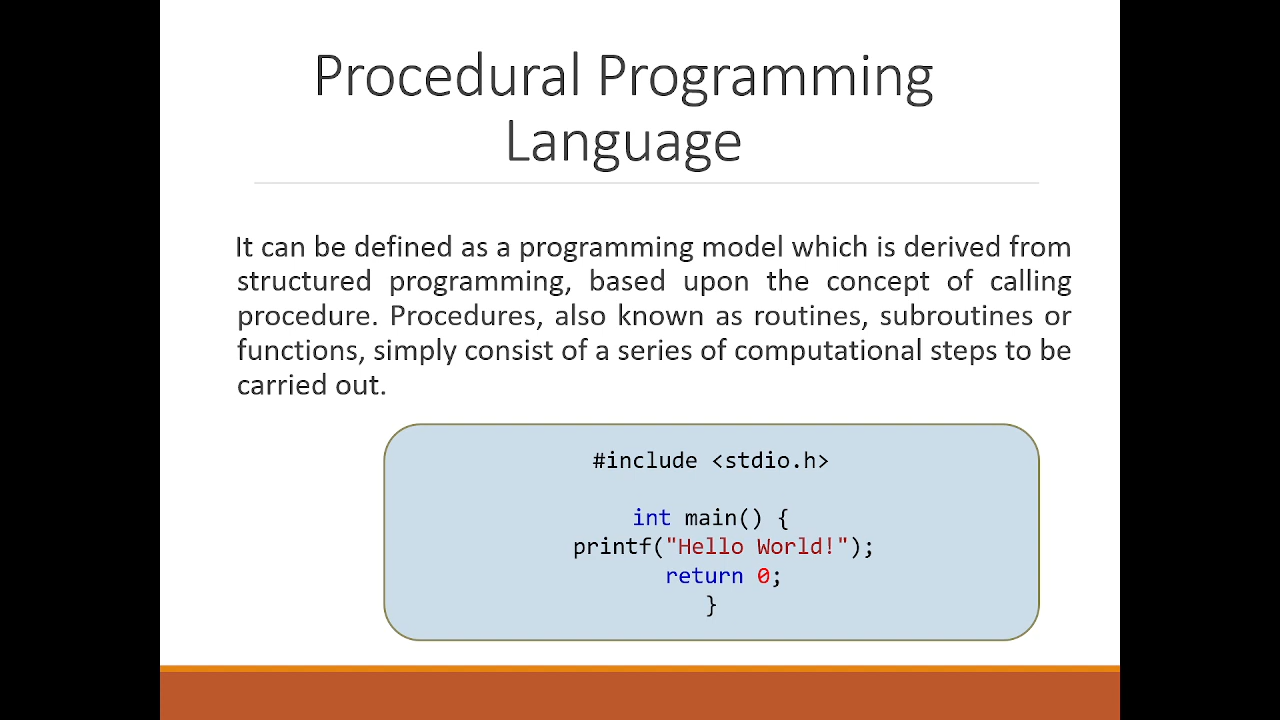 Procedural Programming
Language
It can be defined as a programming model which is derived from
structured programming, based upon the concept of calling
procedure. Procedures, also known as routines, subroutines or
functions, simply consist of a series of computational steps to be
carried out.
#include <stdio.h>
int main() {
printf("Hello World!");
return 0;
}